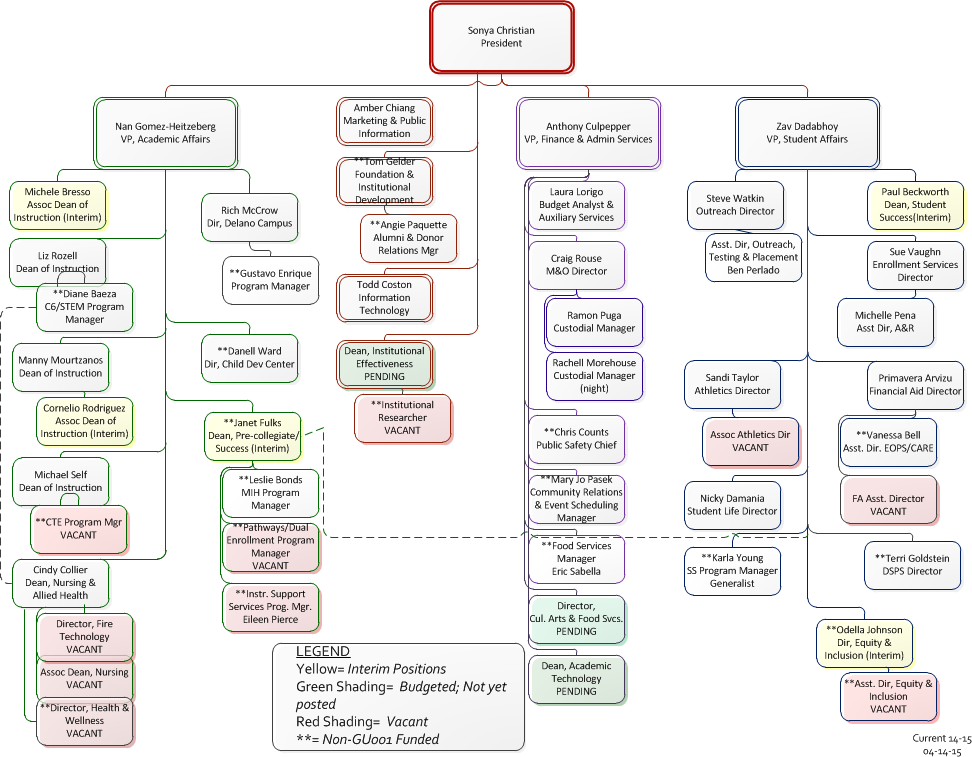 Sonya Christian
President
Nan Gomez-Heitzeberg
VP, Academic Affairs
Amber Chiang
Marketing & Public
Information
Anthony Culpepper
VP, Finance & Admin Services
Zav Dadabhoy
VP, Student Affairs
Michele Bresso
Assoc Dean of
Instruction (Interim)
Rich McCrow
Dir, Delano Campus
**Tom Gelder
Foundation &
Institutional
Development
Laura Lorigo
Budget Analyst &
Auxiliary Services
Steve Watkin
Outreach Director
Paul Beckworth
Dean, Student
Success(Interim)
Liz Rozell
Dean of Instruction
**Gustavo Enrique
Program Manager
**Angie Paquette
Alumni & Donor
Relations Mgr
Craig Rouse
M&O Director
Asst. Dir, Outreach,
Testing & Placement
Ben Perlado
Sue Vaughn
Enrollment Services
Director
**Diane Baeza
C6/STEM Program
Manager
Todd Coston
Information
Technology
Ramon Puga
Custodial Manager
Michelle Pena
Asst Dir, A&R
Manny Mourtzanos
Dean of Instruction
**Danell Ward
Dir, Child Dev Center
Dean, Institutional
Effectiveness
PENDING
Rachell Morehouse
Custodial Manager
(night)
Sandi Taylor
Athletics Director
Primavera Arvizu
Financial Aid Director
Cornelio Rodriguez
Assoc Dean of
Instruction (Interim)
**Janet Fulks
Dean, Pre-collegiate/
Success (Interim)
**Institutional
Researcher
VACANT
**Chris Counts
Public Safety Chief
Assoc Athletics Dir
VACANT
**Vanessa Bell
Asst. Dir. EOPS/CARE
Michael Self
Dean of Instruction
**Leslie Bonds
MIH Program
Manager
**Mary Jo Pasek
Community Relations
& Event Scheduling
Manager
Nicky Damania
Student Life Director
FA Asst. Director
VACANT
**CTE Program Mgr
VACANT
**Pathways/Dual
Enrollment Program
Manager
VACANT
**Food Services
Manager
Eric Sabella
**Karla Young
SS Program Manager
Generalist
**Terri Goldstein
DSPS Director
Cindy Collier
Dean, Nursing &
Allied Health
**Instr. Support
Services Prog. Mgr.
Eileen Pierce
Director,
Cul. Arts & Food Svcs.
PENDING
**Odella Johnson
Dir, Equity &
Inclusion (Interim)
Director, Fire
Technology
VACANT
Assoc Dean, Nursing
VACANT
Dean, Academic
Technology
PENDING
**Asst. Dir, Equity &
Inclusion
VACANT
**Director, Health &
Wellness
VACANT
LEGEND
Yellow= Interim Positions
Green Shading= Budgeted; Not yet
posted
Red Shading= Vacant
**= Non-GU001 Funded
Current 14-15
04-14-15